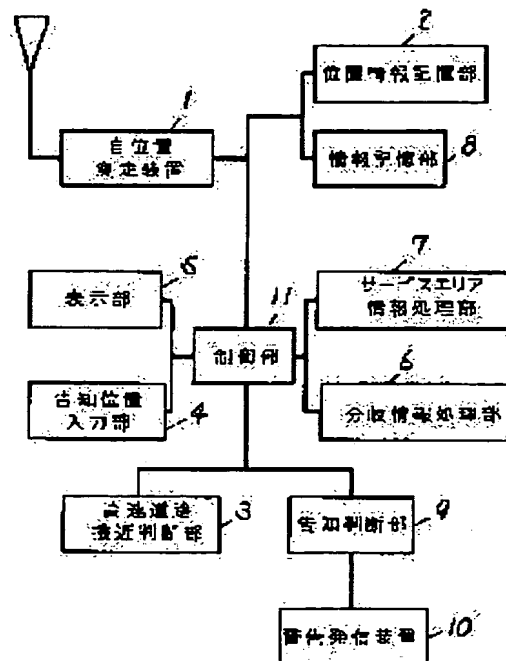 2
位置情報記憶部
1
自位置
測定装置
情報記憶部
8
7
サービスエリア
情報処理部
5
表示部
11
制御部
6
分岐情報処理部
告知位置
入力部
4
高速道路
接近判断部
3
9
告知判断部
警告発信装置
10